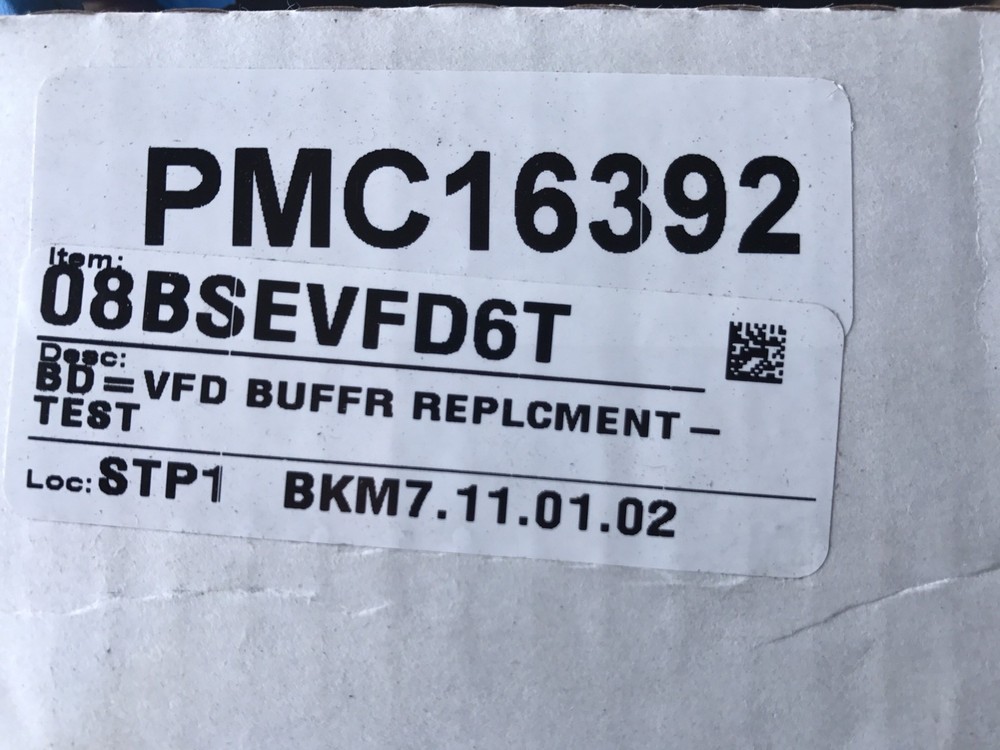 PMC16392
Item:
08BSEVFD6T
Desc:
BD=VFD BUFFR REPLCMENT-
TEST
Loc: STP1 BKM7.11.01.02